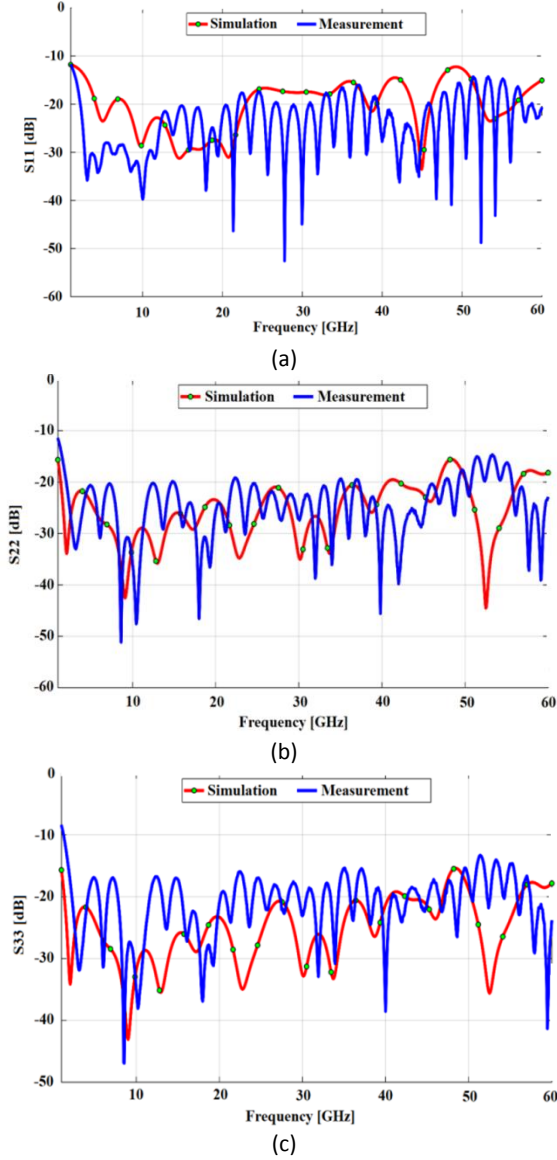 0
Simulation Measurement
-10
-20
S11 [dB]
-30
-40
-50
-60
10 20 30 40 50 60
Frequency [GHz]
(a)
0
Simulation Measurement
-10
-20
S22 [dB]
-30
-40
-50
-60
10 20 30 40 50 60
Frequency [GHz]
(b)
0
Simulation Measurement
-10
-20
S33 [dB]
-30
-40
-50
10 20 30 40 50 60
Frequency [GHz]
(c)